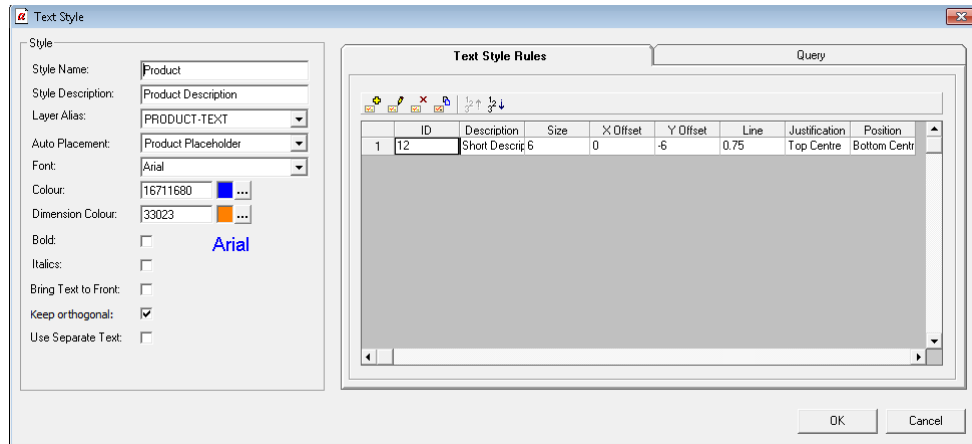 Text Style
Style
Style Name: Product
Style Description: Product Description
Layer Alias: PRODUCT-TEXT
Auto Placement: Product Placeholder
Font: Arial
Colour: 16711680 ...
Dimension Colour: 33023 ...
Bold:
Arial
Italics:
Bring Text to Front:
Keep orthogonal:
Use Separate Text:
Text Style Rules Query
ID Description Size X Offset Y Offset Line Justification Position
1 12 Short Descrip 6 0 -6 0.75 Top Centre Bottom Centr
OK Cancel